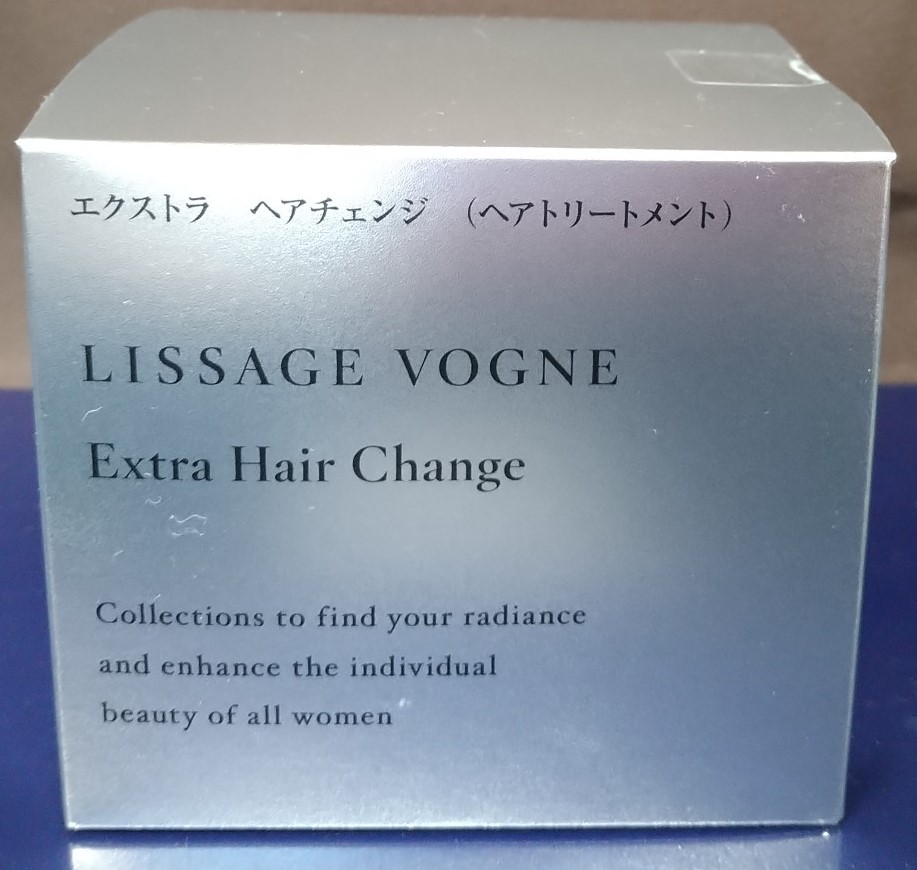 エクストラ　ヘアチェンジ　（ヘアトリートメント）
LISSAGE VOGNE
Extra Hair Change
Collections to find your radiance
and enhance the individual
beauty of all women